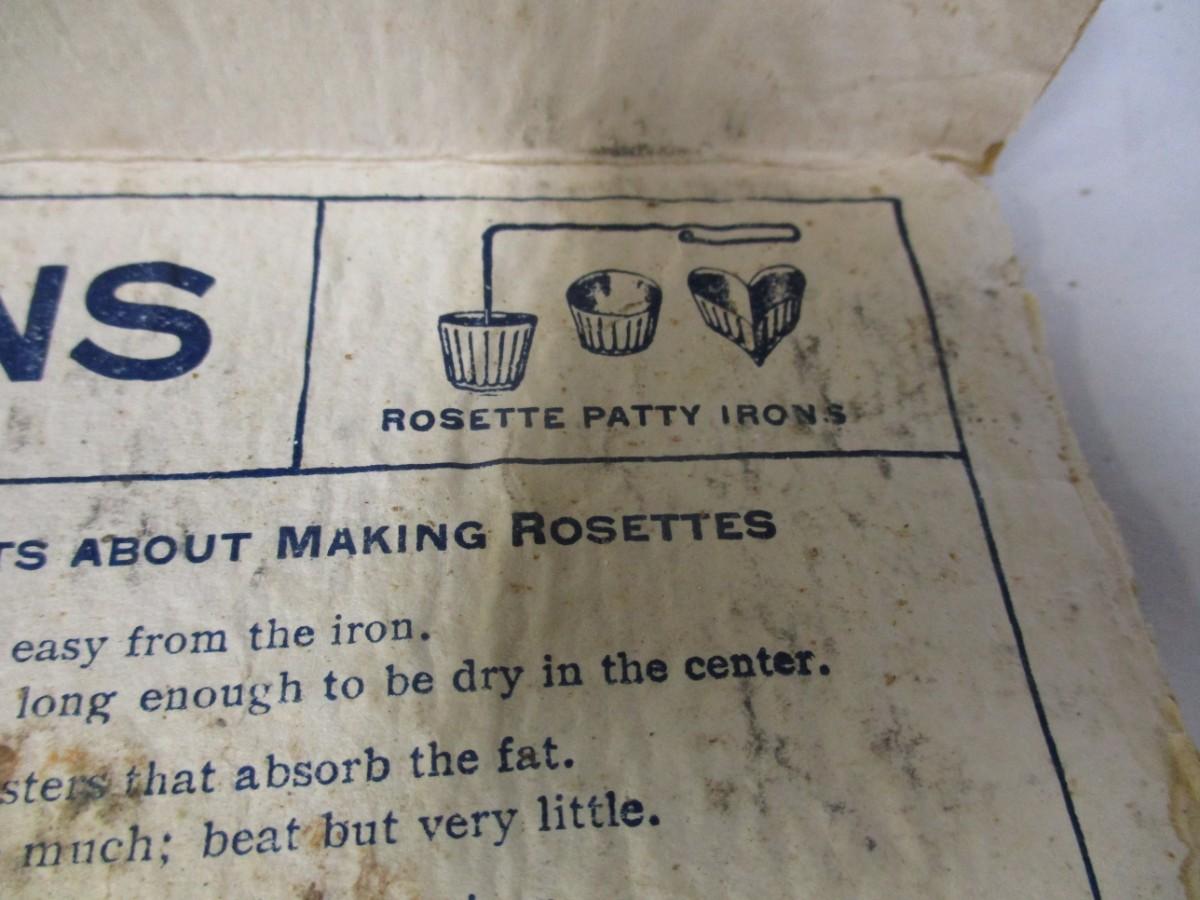 NS
ROSETTE PATTY IRONS
TS ABOUT MAKING ROSETTES
easy from the iron.
long enough to be dry in the center.
sters that absorb the fat.
much; beat but very little.